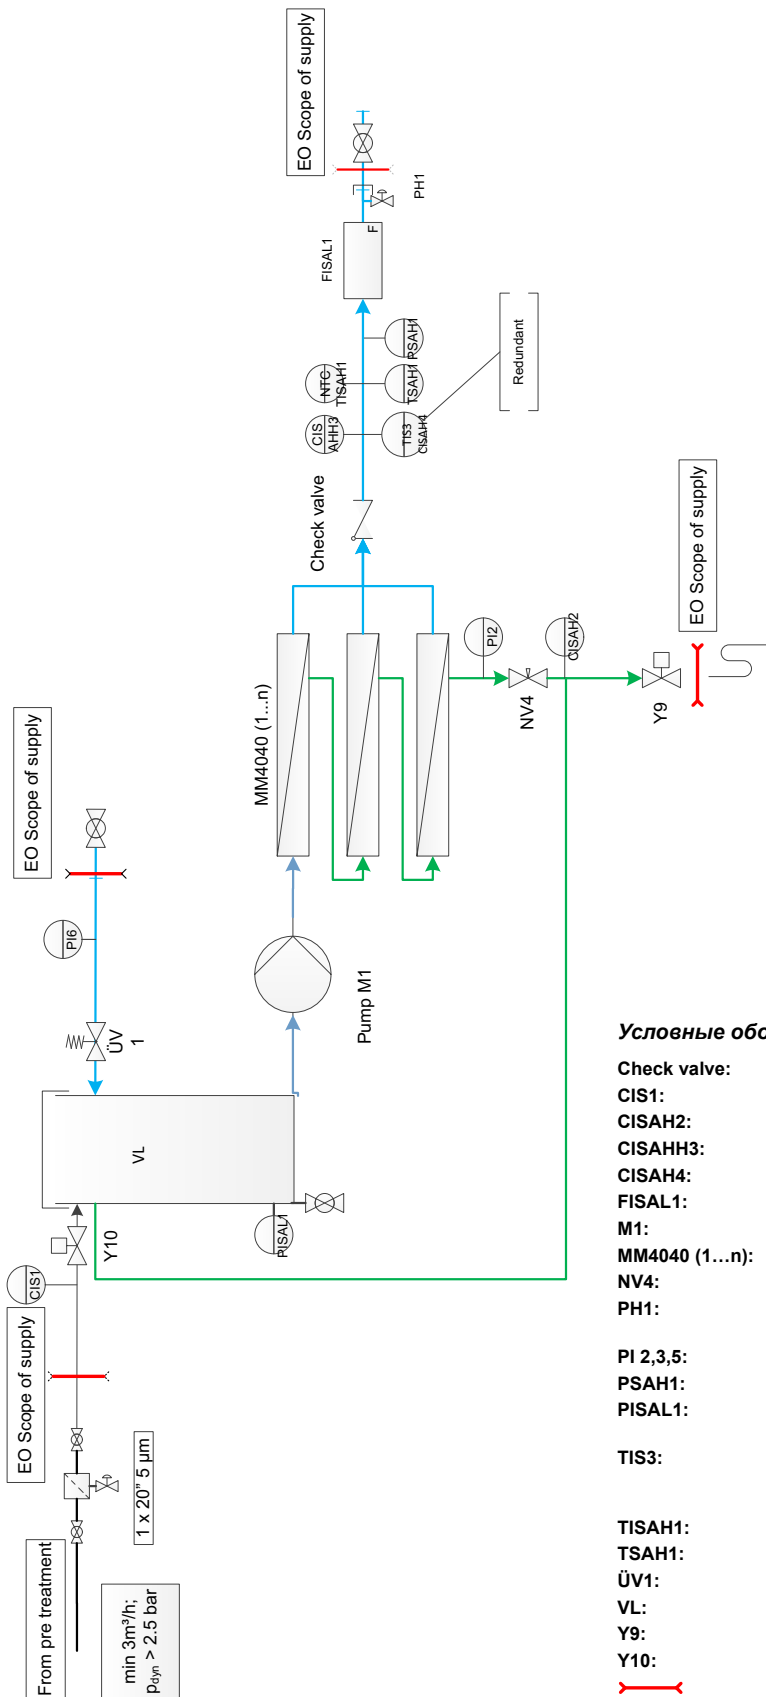 EO Scope of supply
PH1
FISAL1
F
PSAH1
NTC
TISAH1
TSAH1
CIS
AHH3
TIS3
CISAH4
Redundant
Check valve
EO Scope of supply
MM4040 (1...n)
PI2
CISAH2
NV4
Y9
EO Scope of supply
PI6
ÜV
1
Pump M1
VL
PISAL1
Y10
CIS1
EO Scope of supply
1 x 20" 5 µm
From pre treatment
min 3m³/h;
pdyn > 2.5 bar
Условные обо
Check valve:
CIS1:
CISAH2:
CISAHH3:
CISAH4:
FISAL1:
M1:
MM4040 (1…n):
NV4:
PH1:
PI 2,3,5:
PSAH1:
PISAL1:
TIS3:
TISAH1:
TSAH1:
ÜV1:
VL:
Y9:
Y10: